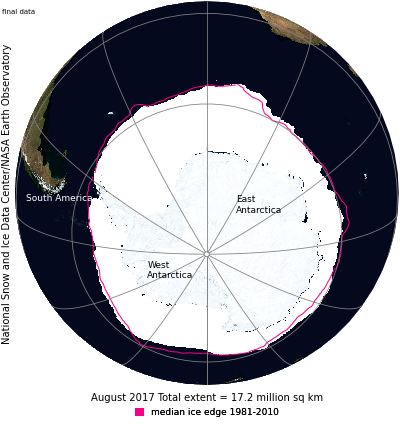 final data
National Snow and Ice Data Center/NASA Earth Observatory
South America
East
Antarctica
West
Antarctica
August 2017 Total extent = 17.2 million sq km
median ice edge 1981-2010